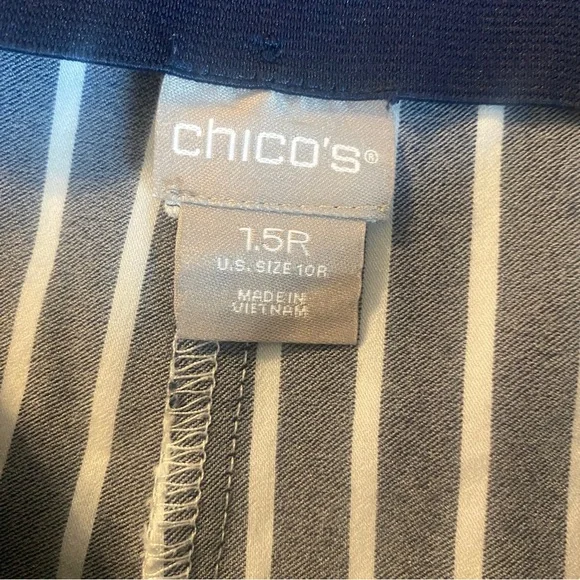 chico's®
1.5R
U.S. SIZE 10R
MADE IN
VIETNAM